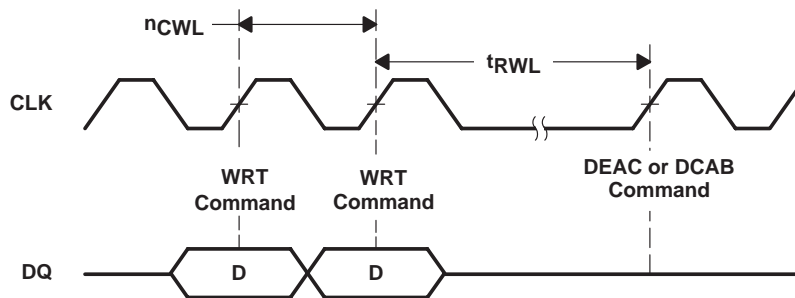 nCWL
tRWL
CLK
WRT
Command
WRT
Command
DEAC or DCAB
Command
DQ
D
D